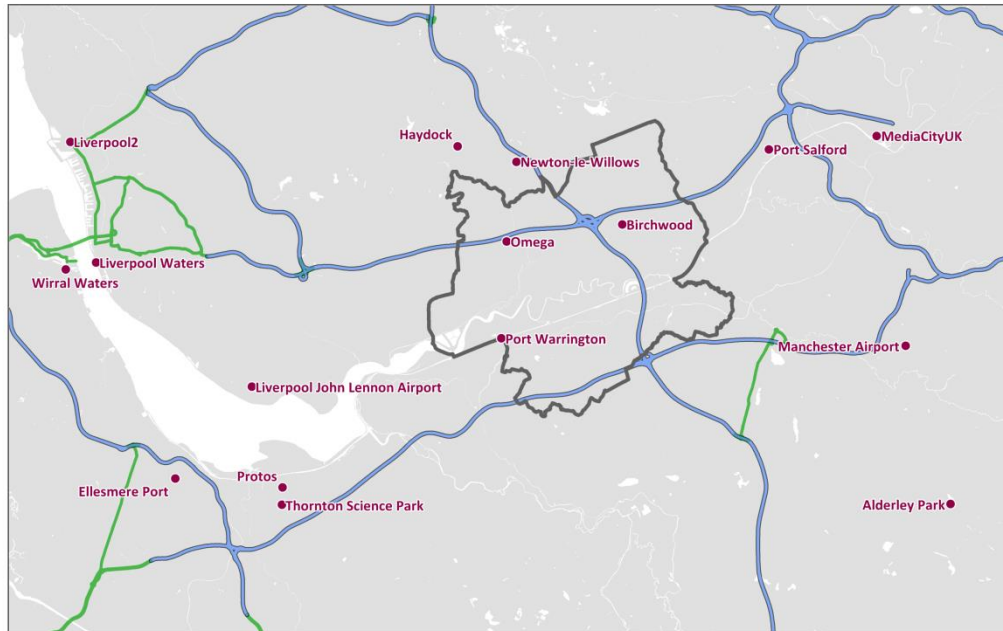 Liverpool2
Haydock
Newton-le-Willows
Port Salford
MediaCityUK
Birchwood
Omega
Liverpool Waters
Wirral Waters
Port Warrington
Manchester Airport
Liverpool John Lennon Airport
Ellesmere Port
Protos
Thornton Science Park
Alderley Park